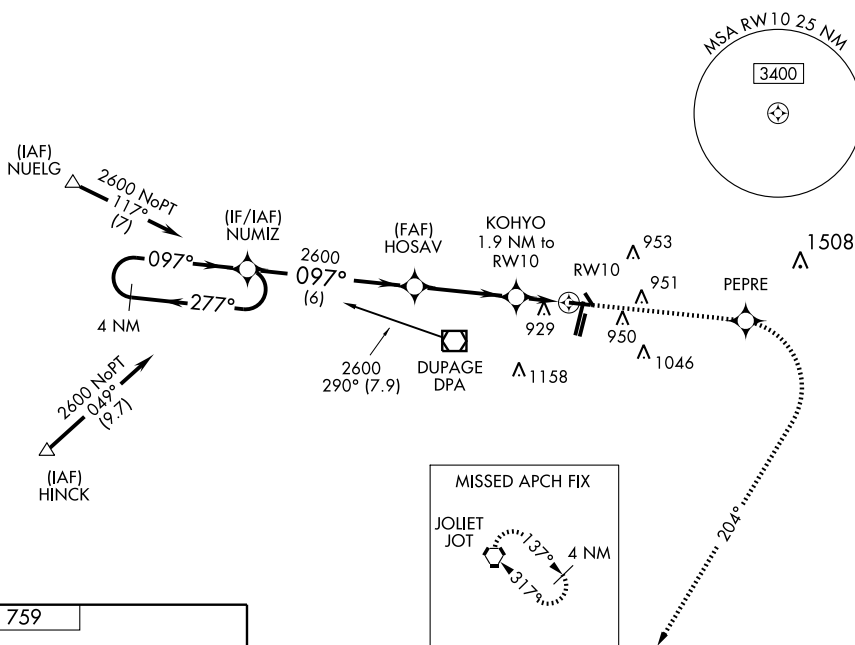 MSA RW10 25 NM
3400
(IAF)
NUELG
2600 NoPT
117°
(7)
(IF/IAF)
NUMIZ
097°
277°
4 NM
2600
097°
(6)
(FAF)
HOSAV
KOHYO
1.9 NM to
RW10
RW10
929
953
951
950
1046
1508
PEPRE
2600 NoPT
049°
(9.7)
(IAF)
HINCK
2600
290° (7.9)
DUPAGE
DPA
1158
204°
MISSED APCH FIX
JOLIET
JOT
137°
317°
4 NM
759